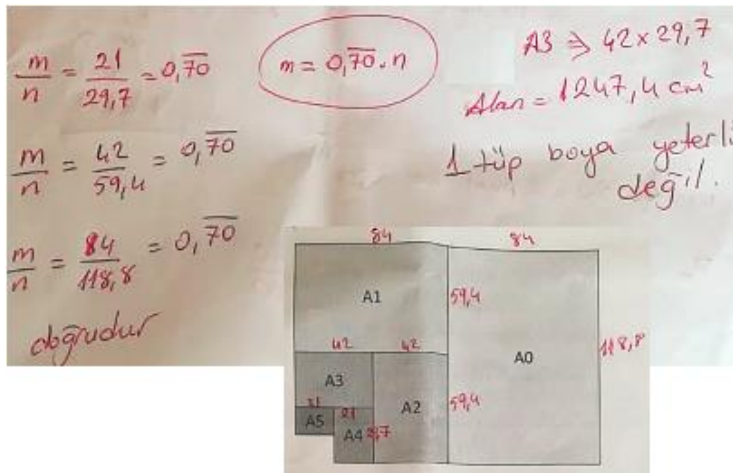 m/n = 21/29,7 = 0,7̅0̅
m = 0,7̅0̅ . n
A3 ⇒ 42 x 29,7
Alan = 1247,4 cm²
1 tüp boya yeterli
değil.
m/n = 42/59,4 = 0,7̅0̅
m/n = 84/118,8 = 0,7̅0̅
doğrudur
84
84
A1
59,4
42
42
A0
118,8
A3
A2
59,4
21
21
A5
A4